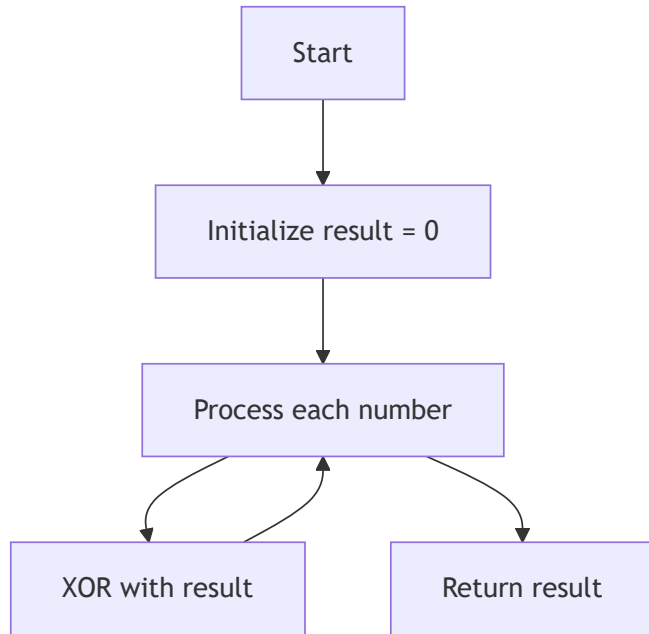 Start
Initialize result = 0
Process each number
XOR with result
Return result